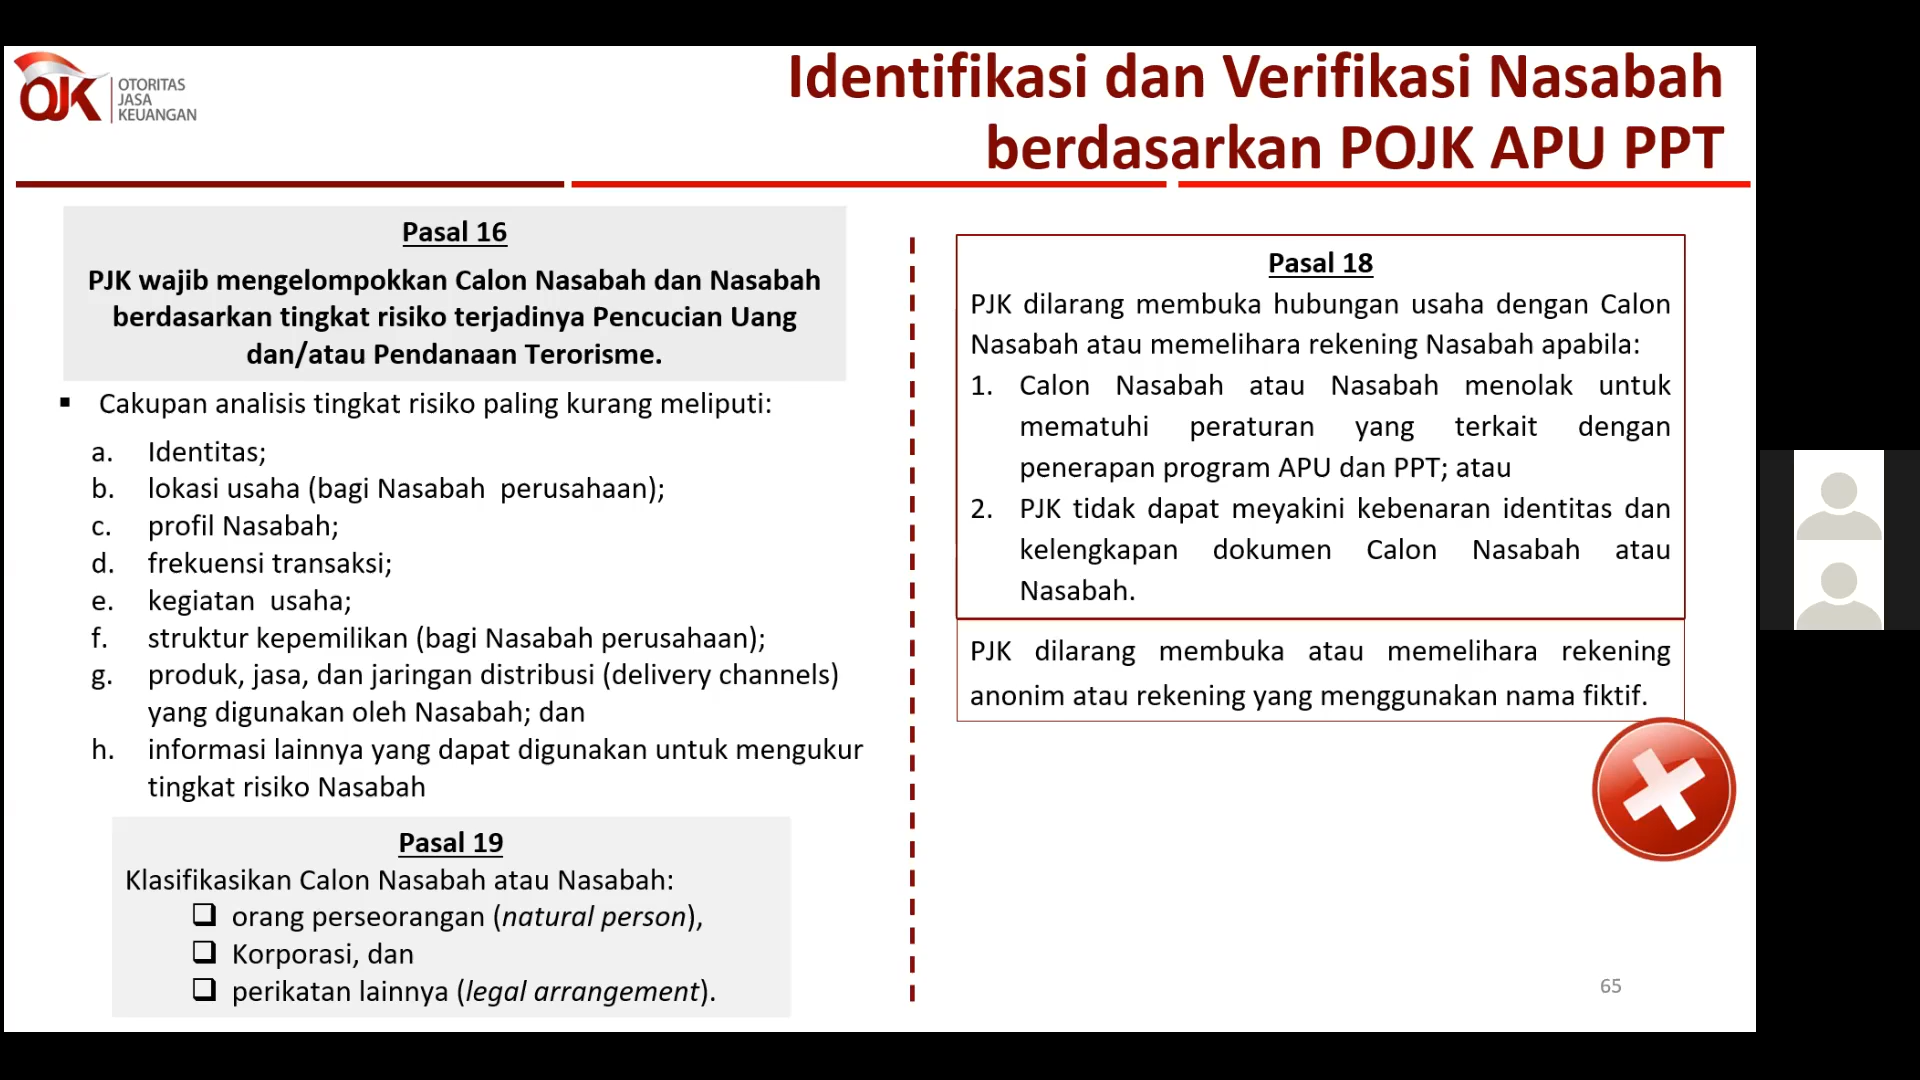 OJK
OTORITAS
JASA
KEUANGAN
Identifikasi dan Verifikasi Nasabah
berdasarkan POJK APU PPT
Pasal 16
PJK wajib mengelompokkan Calon Nasabah dan Nasabah
berdasarkan tingkat risiko terjadinya Pencucian Uang
dan/atau Pendanaan Terorisme.
▪ Cakupan analisis tingkat risiko paling kurang meliputi:
a. Identitas;
b. lokasi usaha (bagi Nasabah perusahaan);
c. profil Nasabah;
d. frekuensi transaksi;
e. kegiatan usaha;
f. struktur kepemilikan (bagi Nasabah perusahaan);
g. produk, jasa, dan jaringan distribusi (delivery channels)
yang digunakan oleh Nasabah; dan
h. informasi lainnya yang dapat digunakan untuk mengukur
tingkat risiko Nasabah
Pasal 19
Klasifikasikan Calon Nasabah atau Nasabah:
❑ orang perseorangan (natural person),
❑ Korporasi, dan
❑ perikatan lainnya (legal arrangement).
Pasal 18
PJK dilarang membuka hubungan usaha dengan Calon
Nasabah atau memelihara rekening Nasabah apabila:
1. Calon Nasabah atau Nasabah menolak untuk
mematuhi peraturan yang terkait dengan
penerapan program APU dan PPT; atau
2. PJK tidak dapat meyakini kebenaran identitas dan
kelengkapan dokumen Calon Nasabah atau
Nasabah.
PJK dilarang membuka atau memelihara rekening
anonim atau rekening yang menggunakan nama fiktif.
65